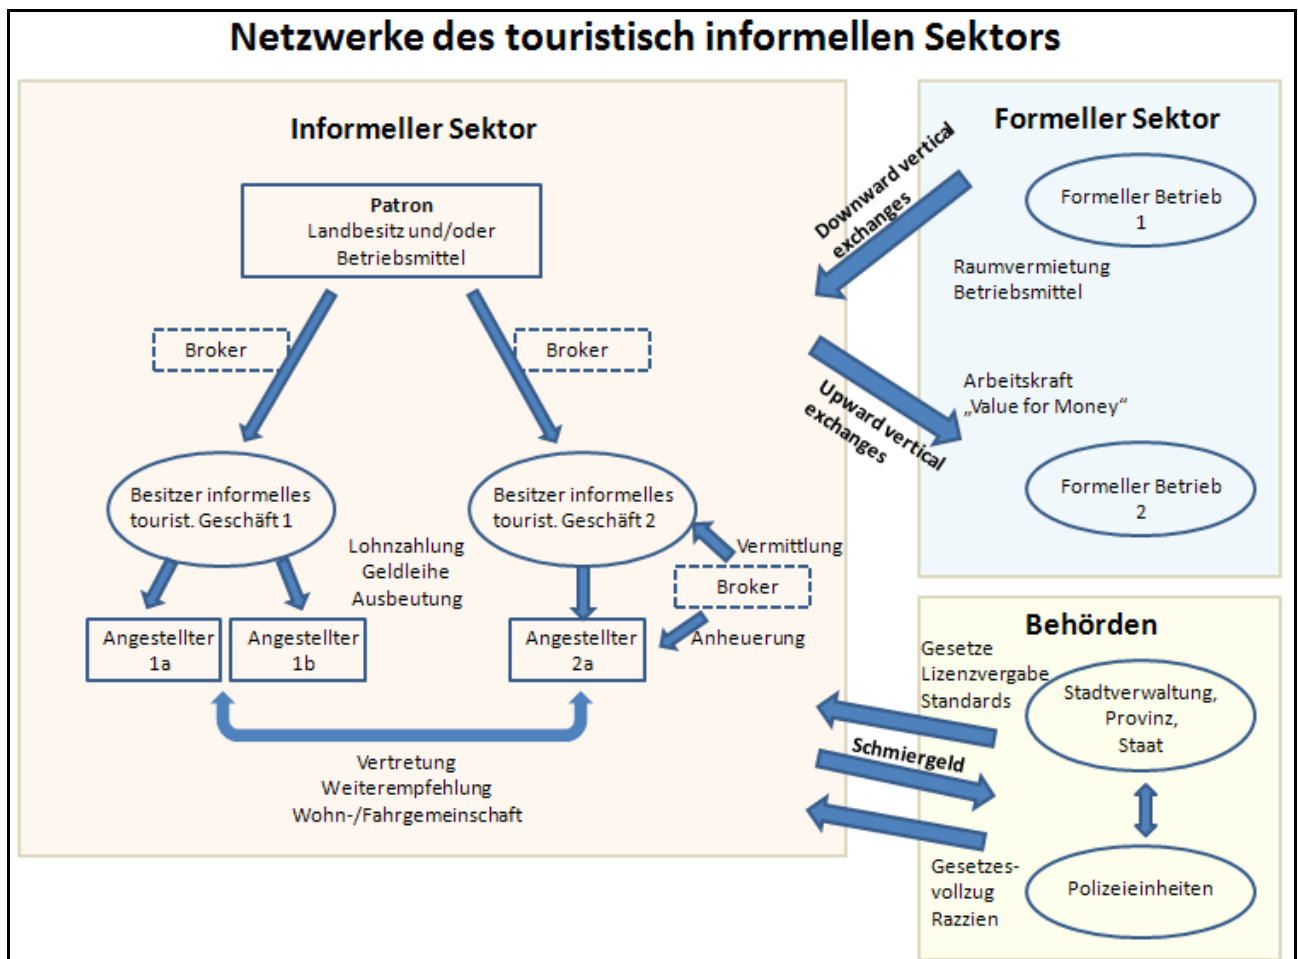 Netzwerke des touristisch informellen Sektors
Informeller Sektor
Patron
Landbesitz und/oder
Betriebsmittel
Broker
Broker
Besitzer informelles
tourist. Geschäft 1
Besitzer informelles
tourist. Geschäft 2
Lohnzahlung
Geldleihe
Ausbeutung
Vermittlung
Broker
Anheuerung
Angestellter
1a
Angestellter
1b
Angestellter
2a
Vertretung
Weiterempfehlung
Wohn-/Fahrgemeinschaft
Downward vertical
exchanges
Upward vertical
exchanges
Formeller Sektor
Formeller Betrieb
1
Raumvermietung
Betriebsmittel
Arbeitskraft
„Value for Money“
Formeller Betrieb
2
Behörden
Gesetze
Lizenzvergabe
Standards
Stadtverwaltung,
Provinz,
Staat
Schmiergeld
Gesetzes-
vollzug
Razzien
Polizeieinheiten